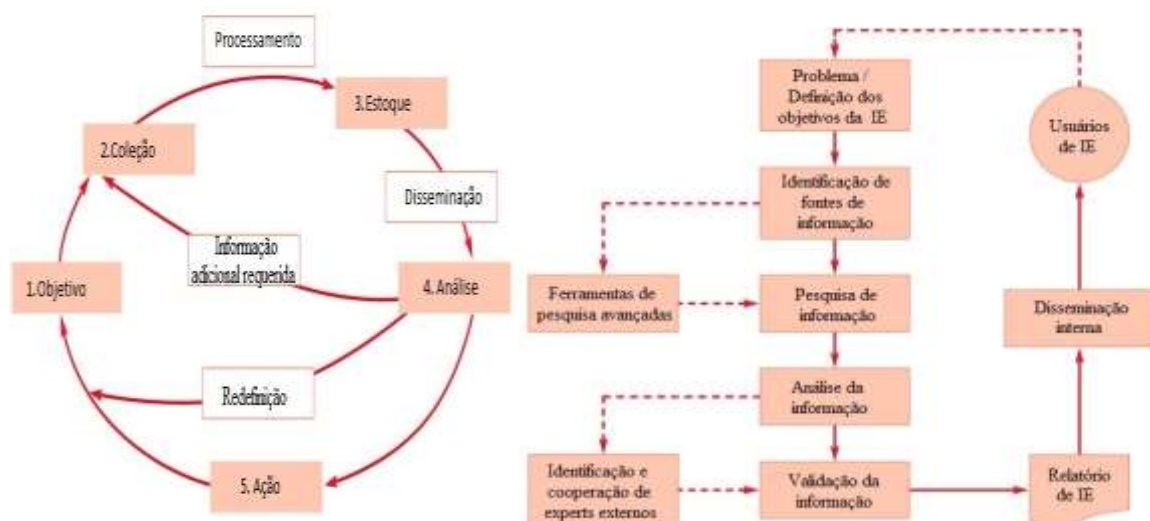 Processamento
3.Estoque
2.Coleção
Disseminação
Informação
adicional requerida
1.Objetivo
4. Análise
Redefinição
5. Ação
Problema /
Definição dos
objetivos da IE
Usuários
de IE
Identificação de
fontes de
informação
Ferramentas de
pesquisa avançadas
Pesquisa de
informação
Disseminação
interna
Análise da
informação
Identificação e
cooperação de
experts externos
Validação da
informação
Relatório
de IE